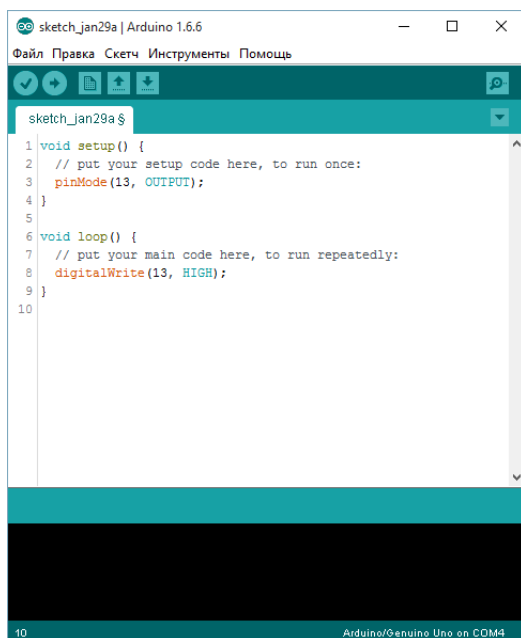 sketch_jan29a | Arduino 1.6.6
Файл Правка Скетч Инструменты Помощь
sketch_jan29a §
1 void setup() {
2   // put your setup code here, to run once:
3   pinMode(13, OUTPUT);
4 }
5
6 void loop() {
7   // put your main code here, to run repeatedly:
8   digitalWrite(13, HIGH);
9 }
10
10 Arduino/Genuino Uno on COM4